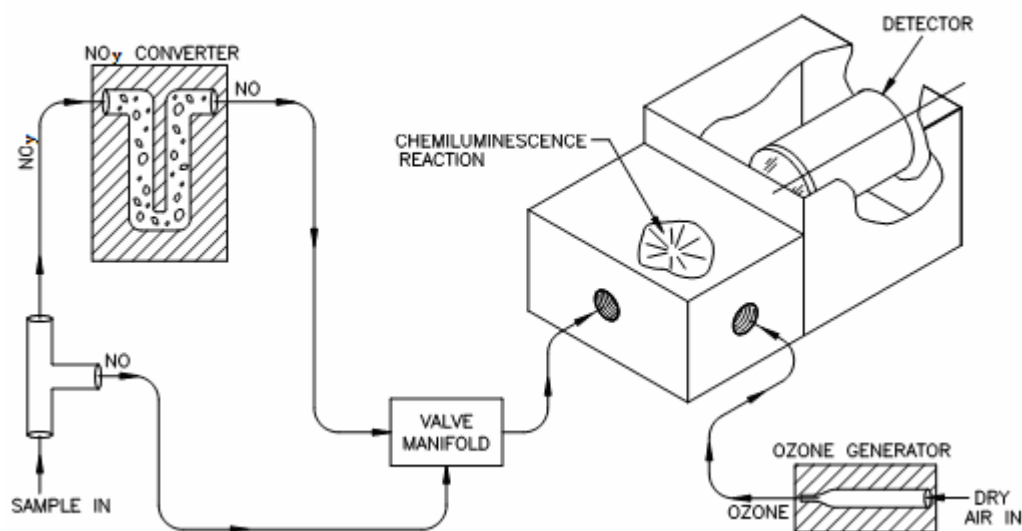 NOy CONVERTER
NO
NOy
DETECTOR
CHEMILUMINESCENCE
REACTION
NO
VALVE
MANIFOLD
SAMPLE IN
OZONE GENERATOR
OZONE
DRY
AIR IN